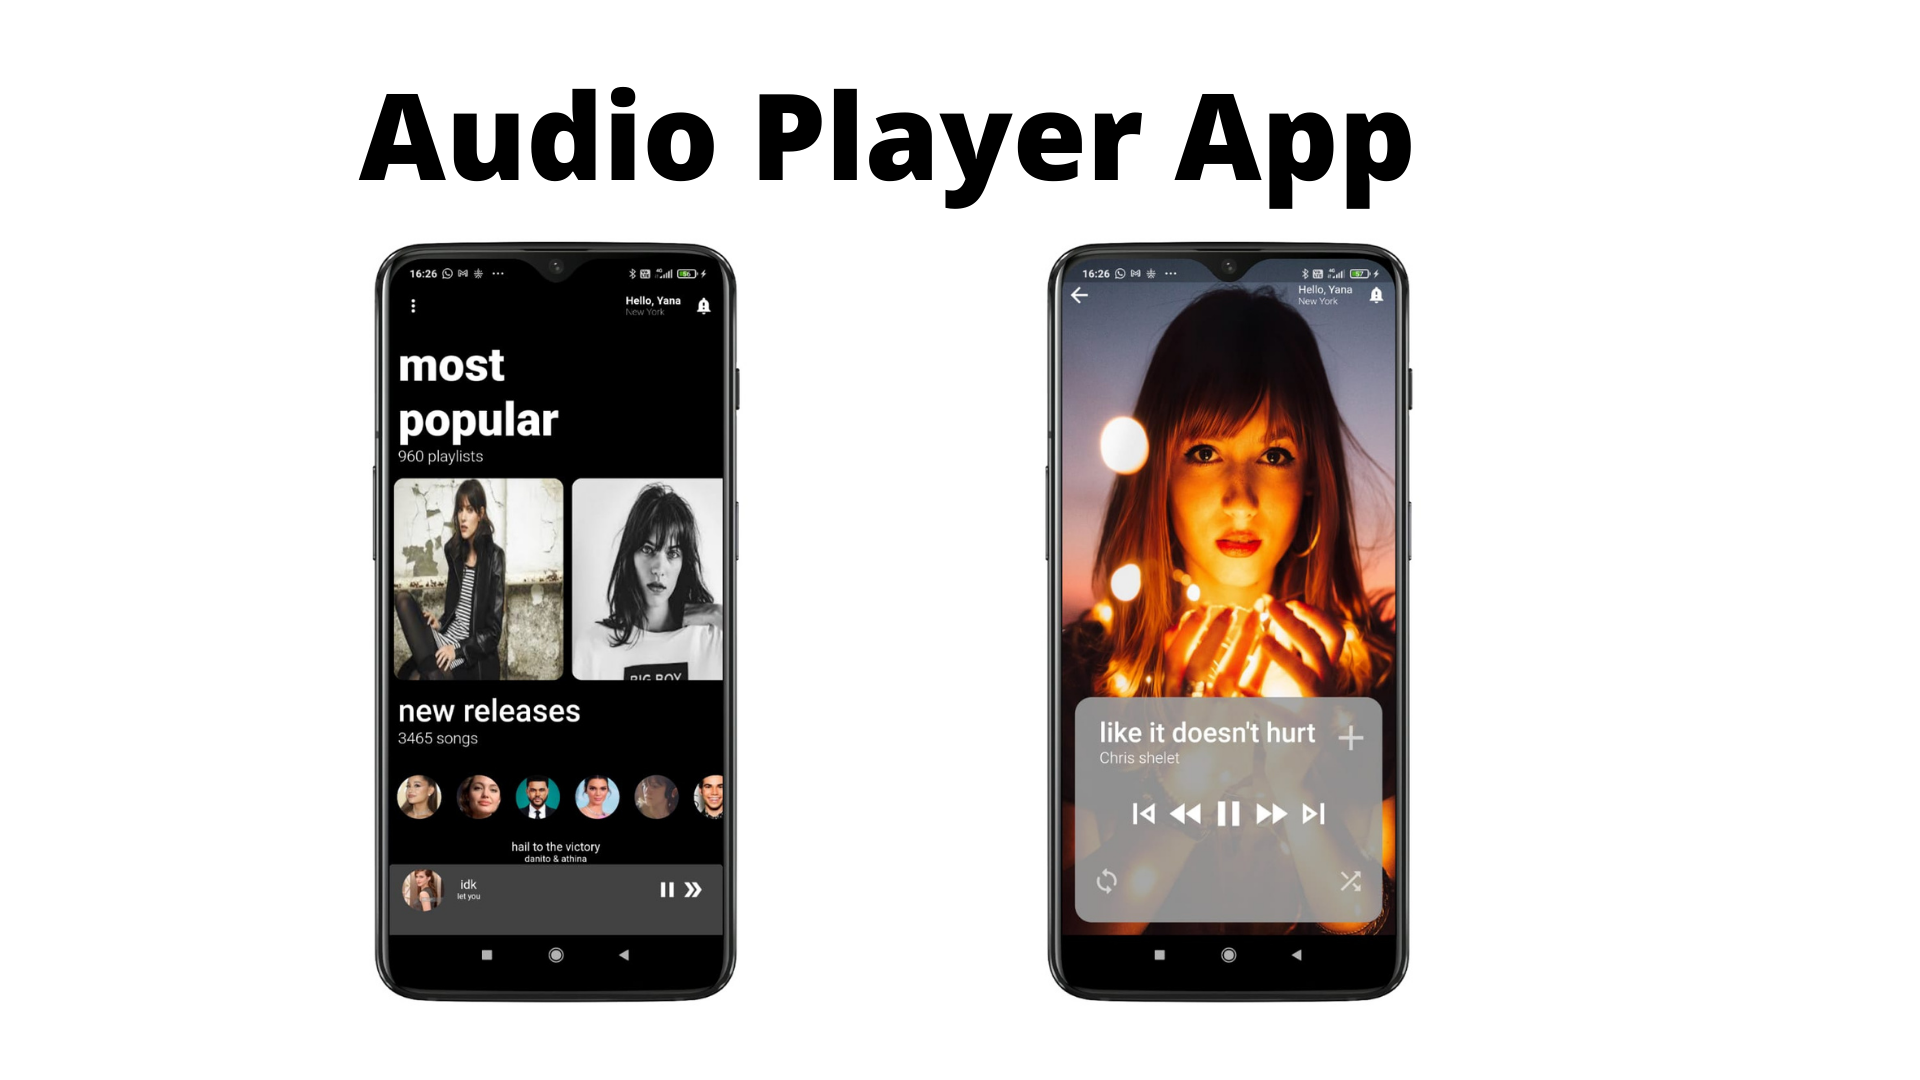 Audio Player App
16:26
Hello, Yana
New York
most
popular
960 playlists
BIG BOY
new releases
3465 songs
hail to the victory
danito & athina
idk
let you
16:26
Hello, Yana
New York
like it doesn't hurt
Chris shelet